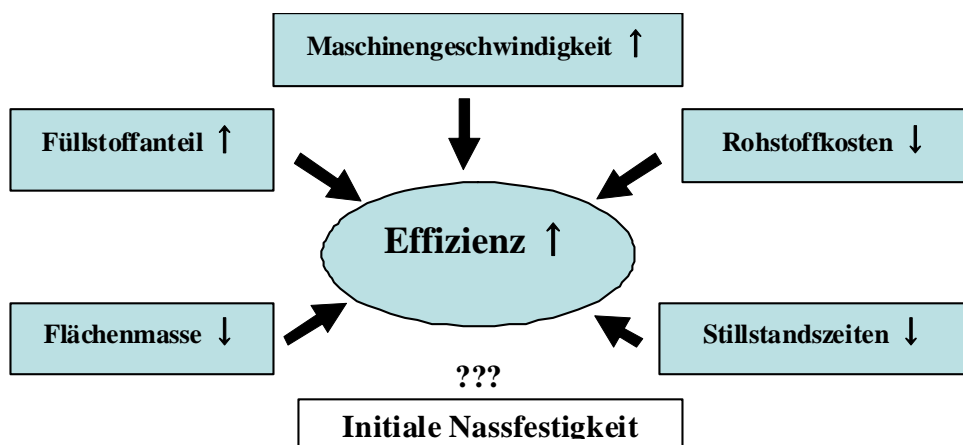 Maschinengeschwindigkeit ↑
Füllstoffanteil ↑
Rohstoffkosten ↓
Effizienz ↑
Flächenmasse ↓
Stillstandszeiten ↓
???
Initiale Nassfestigkeit